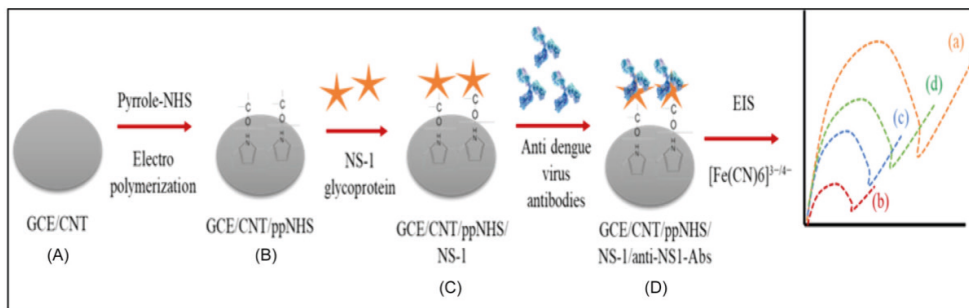 Pyrrole-NHS
Electro
polymerization
NS-1
glycoprotein
Anti dengue
virus
antibodies
EIS
[Fe(CN)6]³⁻/⁴⁻
C
O
H
N
C
O
H
N
C
O
H
N
C
O
H
N
C
O
H
N
C
O
H
N
GCE/CNT
(A)
GCE/CNT/ppNHS
(B)
GCE/CNT/ppNHS/
NS-1
(C)
GCE/CNT/ppNHS/
NS-1/anti-NS1-Abs
(D)
(a)
(d)
(c)
(b)